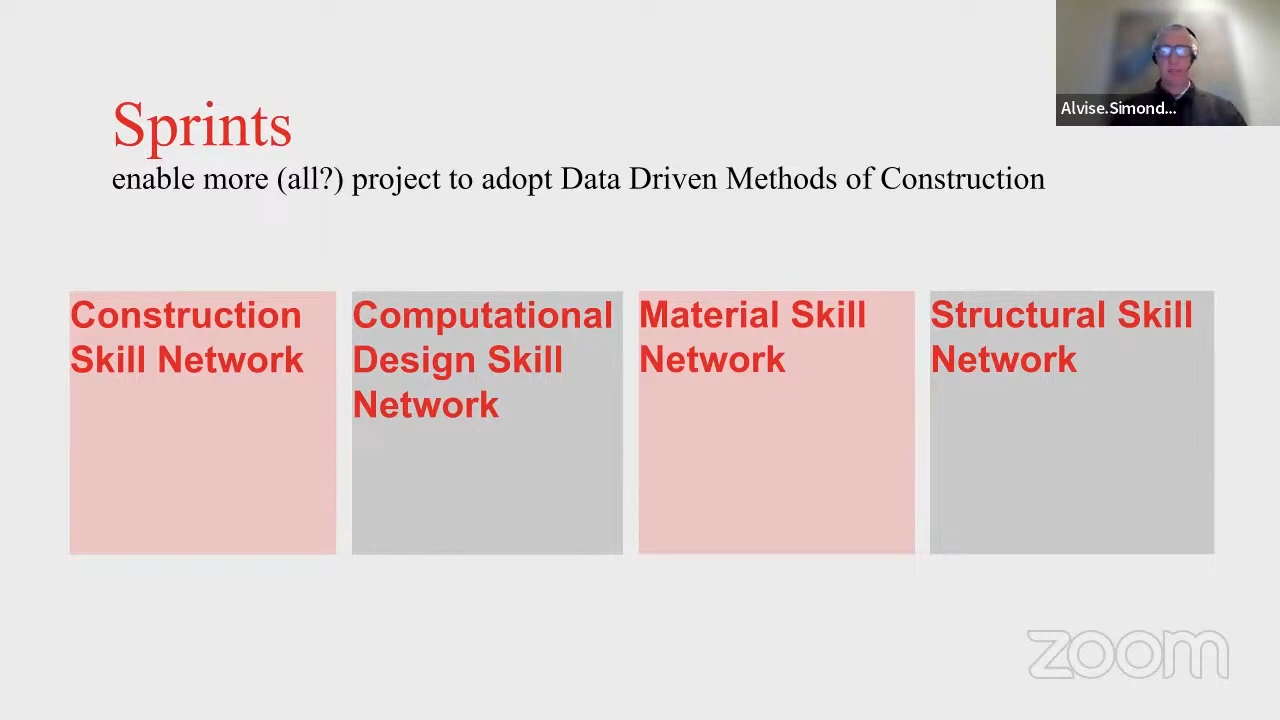 Sprints
enable more (all?) project to adopt Data Driven Methods of Construction
Alvise.Simond...
Construction
Skill Network
Computational
Design Skill
Network
Material Skill
Network
Structural Skill
Network
zoom